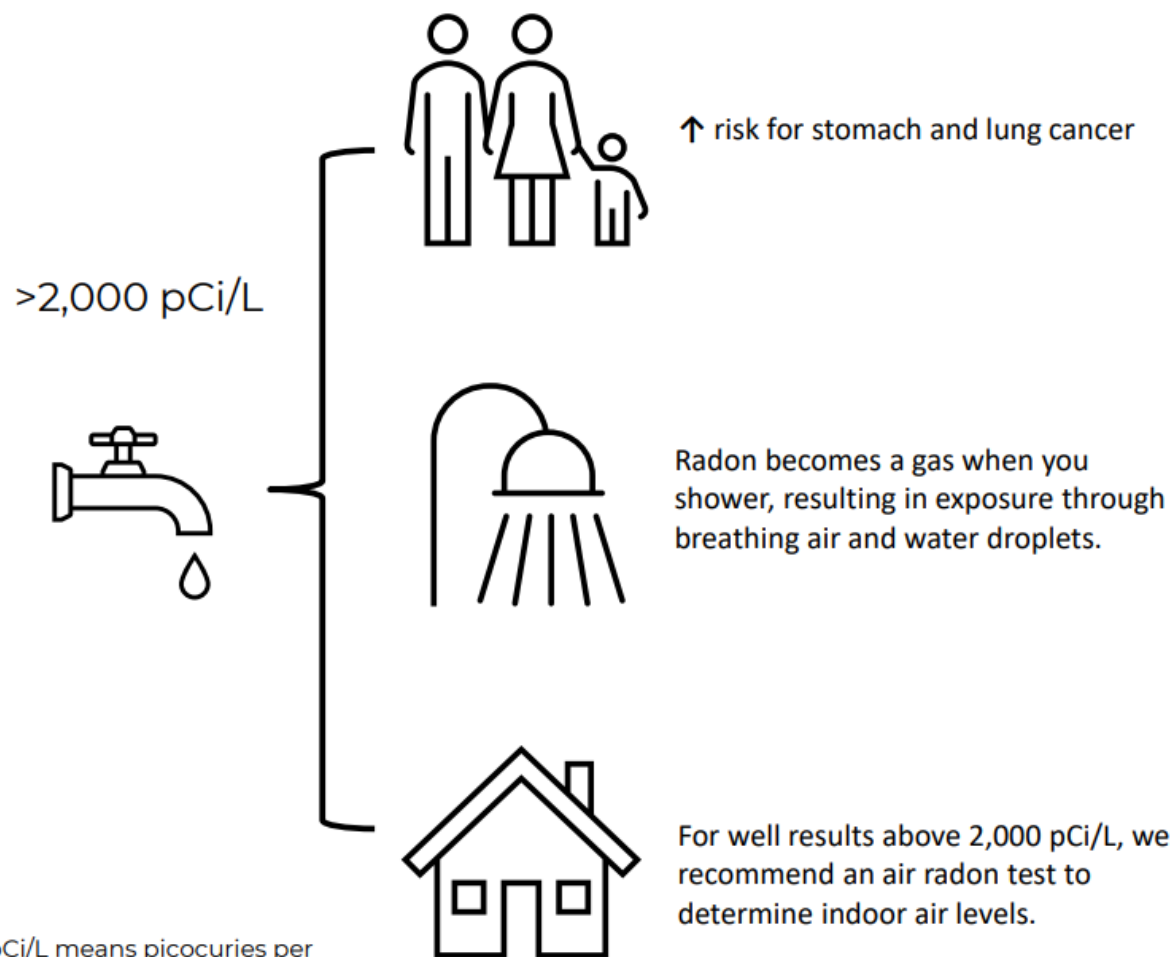 ↑ risk for stomach and lung cancer
>2,000 pCi/L
Radon becomes a gas when you
shower, resulting in exposure through
breathing air and water droplets.
For well results above 2,000 pCi/L, we
recommend an air radon test to
determine indoor air levels.
pCi/L means picocuries per